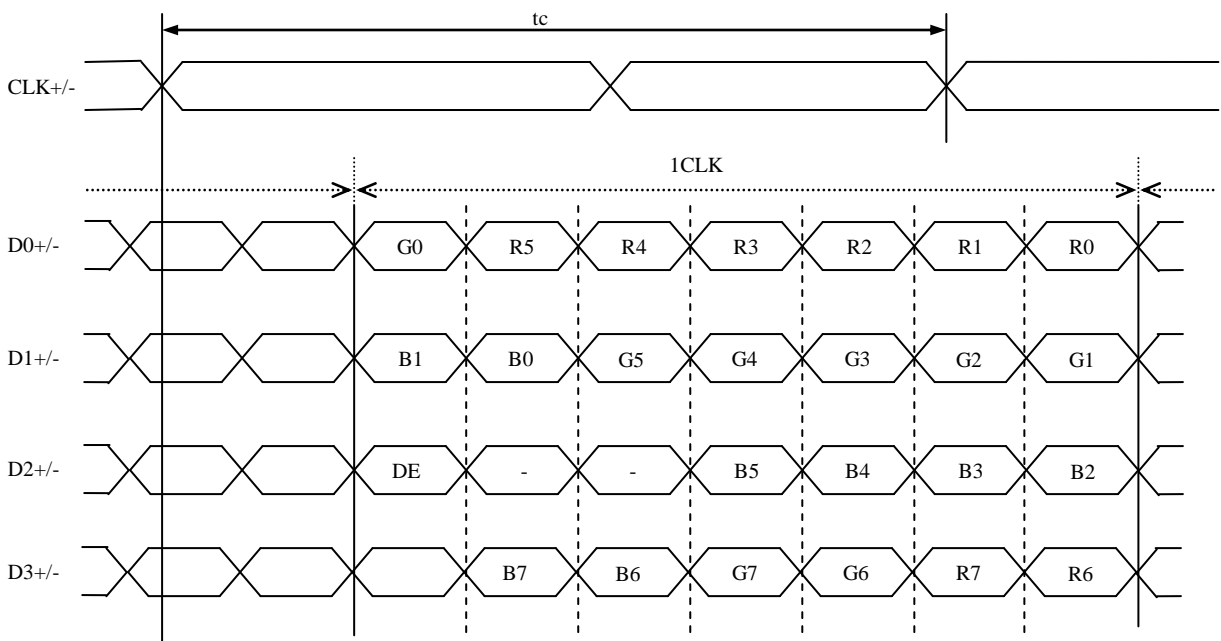 tc
CLK+/-
1CLK
D0+/- G0 R5 R4 R3 R2 R1 R0
D1+/- B1 B0 G5 G4 G3 G2 G1
D2+/- DE - - B5 B4 B3 B2
D3+/- B7 B6 G7 G6 R7 R6